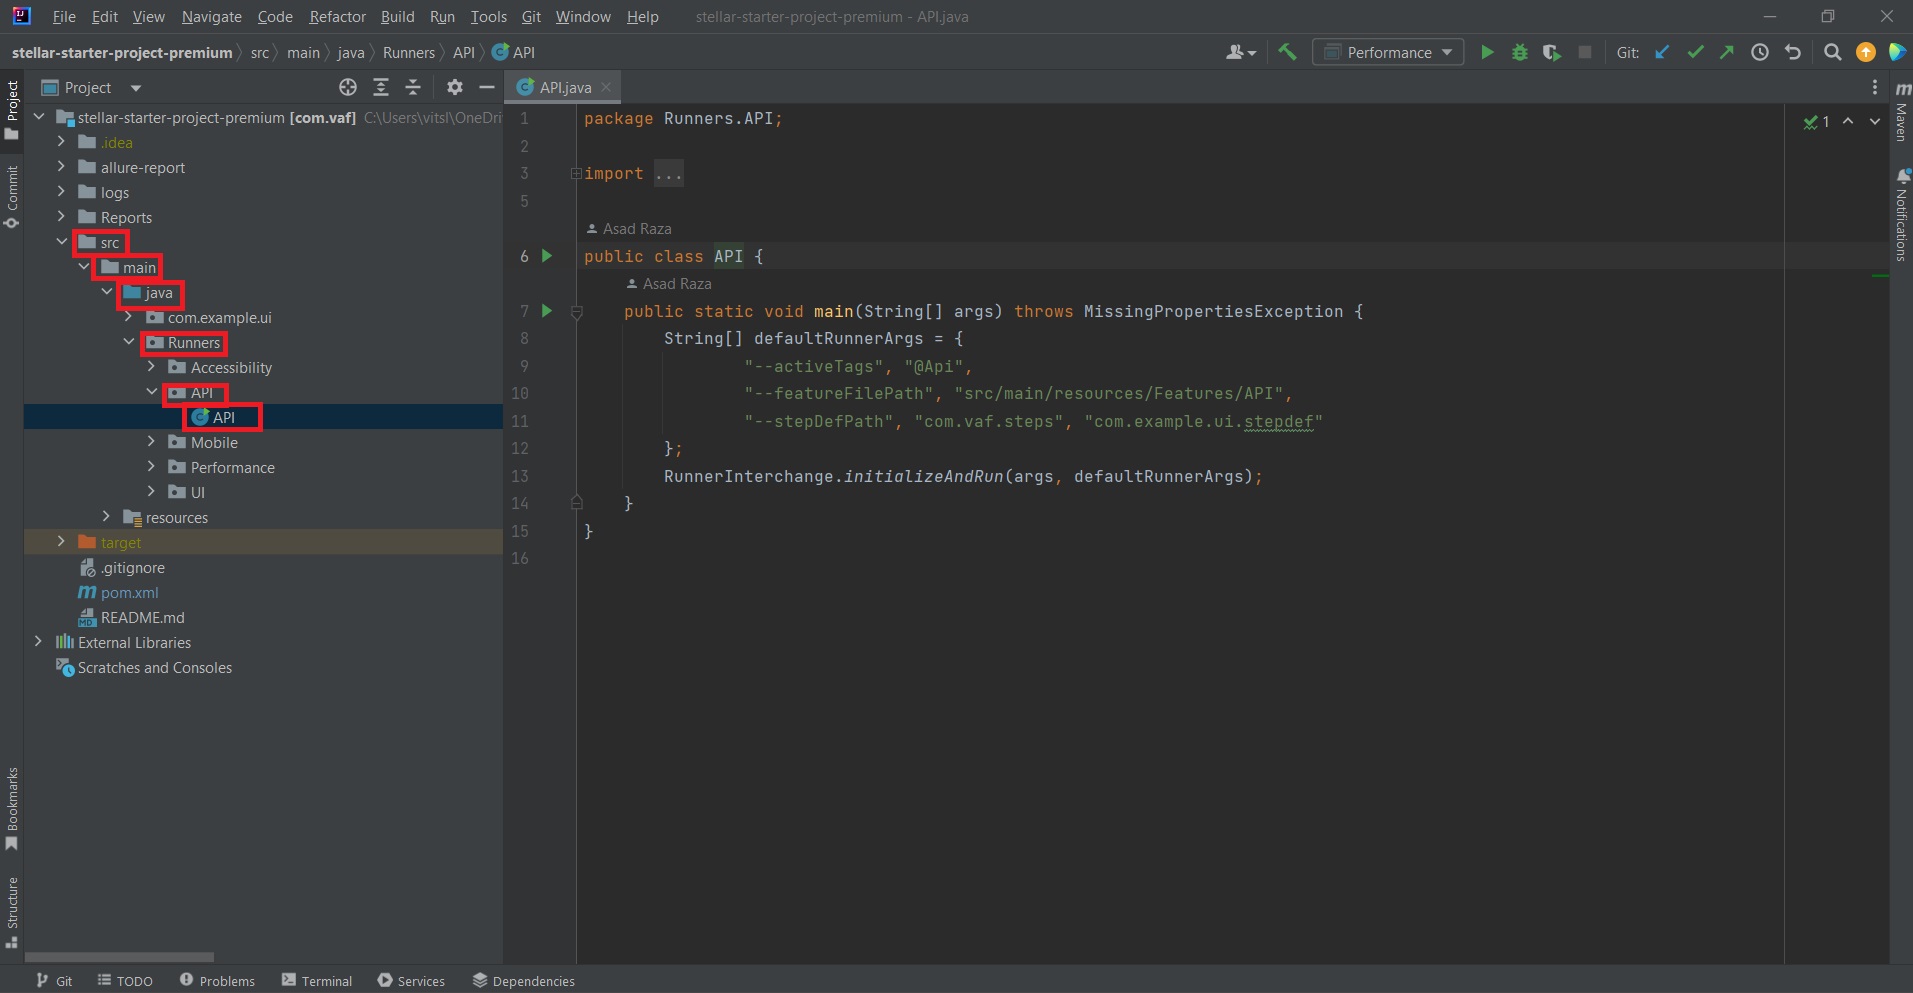 File Edit View Navigate Code Refactor Build Run Tools Git Window Help stellar-starter-project-premium - API.java
stellar-starter-project-premium src main java Runners API API
Performance
Git:
Project
API.java
Project
Commit
Bookmarks
Structure
stellar-starter-project-premium [com.vaf] C:\Users\vitsl\OneDri
.idea
allure-report
logs
Reports
src
main
java
com.example.ui
Runners
Accessibility
API
API
Mobile
Performance
UI
resources
target
.gitignore
pom.xml
README.md
External Libraries
Scratches and Consoles
1 package Runners.API;
2
3 import ...
5
Asad Raza
6 public class API {
Asad Raza
7 public static void main(String[] args) throws MissingPropertiesException {
8 String[] defaultRunnerArgs = {
9 "--activeTags", "@Api",
10 "--featureFilePath", "src/main/resources/Features/API",
11 "--stepDefPath", "com.vaf.steps", "com.example.ui.stepdef"
12 };
13 RunnerInterchange.initializeAndRun(args, defaultRunnerArgs);
14 }
15 }
16
1
Maven
Notifications
Git TODO Problems Terminal Services Dependencies